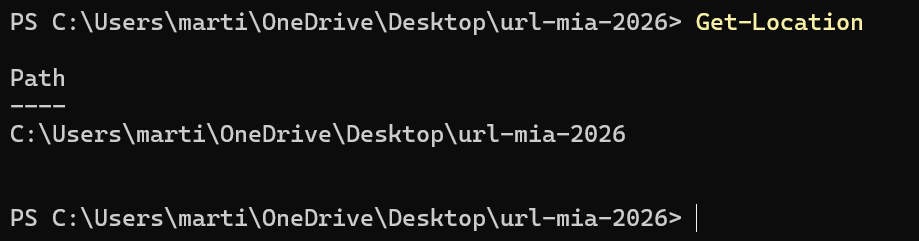 PS C:\Users\marti\OneDrive\Desktop\url-mia-2026> Get-Location
Path
----
C:\Users\marti\OneDrive\Desktop\url-mia-2026
PS C:\Users\marti\OneDrive\Desktop\url-mia-2026>